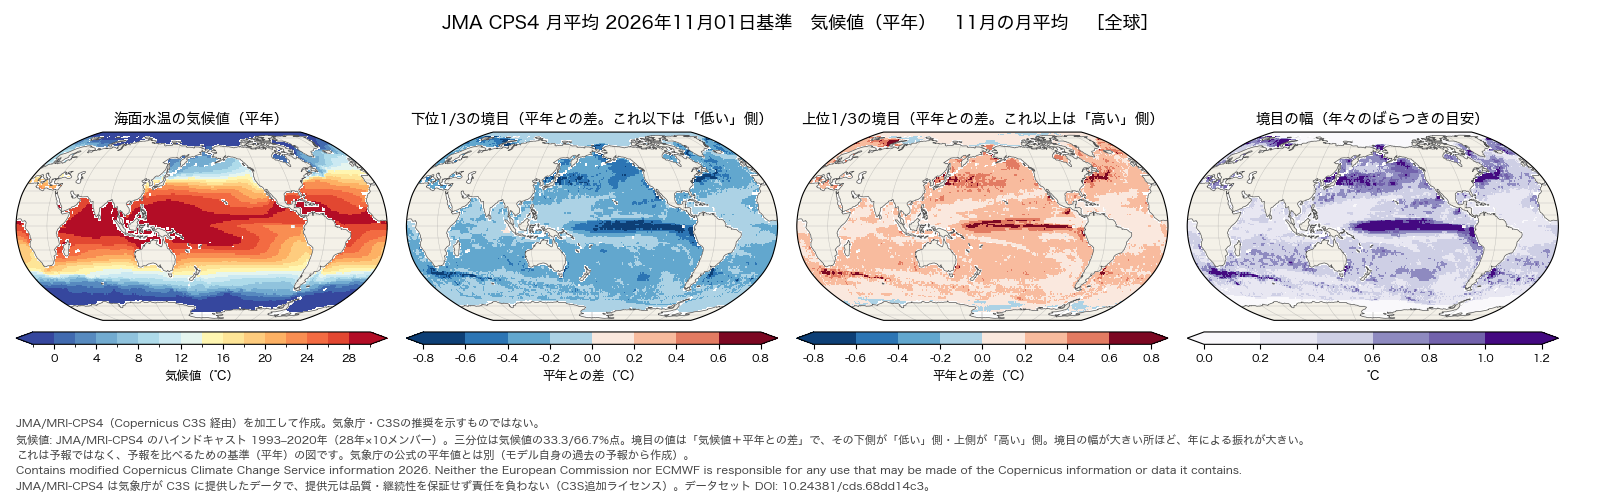 JMA CPS4 月平均 2026年11月01日基準　気候値（平年）　11月の月平均　［全球］
海面水温の気候値（平年）
下位1/3の境目（平年との差。これ以下は「低い」側）
上位1/3の境目（平年との差。これ以上は「高い」側）
境目の幅（年々のばらつきの目安）
0 4 8 12 16 20 24 28
気候値（℃）
-0.8 -0.6 -0.4 -0.2 0.0 0.2 0.4 0.6 0.8
平年との差（℃）
-0.8 -0.6 -0.4 -0.2 0.0 0.2 0.4 0.6 0.8
平年との差（℃）
0.0 0.2 0.4 0.6 0.8 1.0 1.2
℃
JMA/MRI-CPS4（Copernicus C3S 経由）を加工して作成。気象庁・C3Sの推奨を示すものではない。
気候値: JMA/MRI-CPS4 のハインドキャスト 1993–2020年（28年×10メンバー）。三分位は気候値の33.3/66.7%点。境目の値は「気候値＋平年との差」で、その下側が「低い」側・上側が「高い」側。境目の幅が大きい所ほど、年による振れが大きい。
これは予報ではなく、予報を比べるための基準（平年）の図です。気象庁の公式の平年値とは別（モデル自身の過去の予報から作成）。
Contains modified Copernicus Climate Change Service information 2026. Neither the European Commission nor ECMWF is responsible for any use that may be made of the Copernicus information or data it contains.
JMA/MRI-CPS4 は気象庁が C3S に提供したデータで、提供元は品質・継続性を保証せず責任を負わない（C3S追加ライセンス）。データセット DOI: 10.24381/cds.68dd14c3。